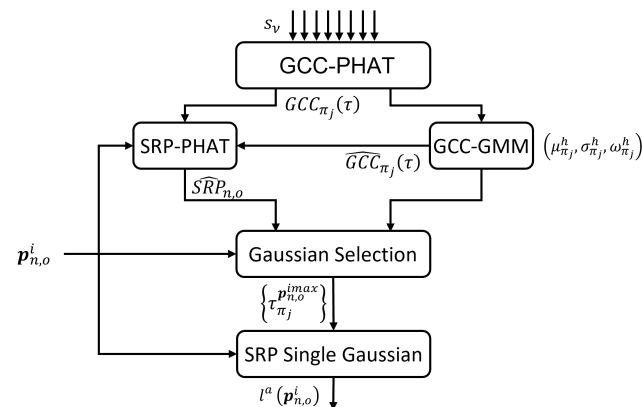 s_ν
GCC-PHAT
GCC_{π_j}(τ)
SRP-PHAT
\widehat{GCC}_{π_j}(τ)
GCC-GMM
(μ^h_{π_j}, σ^h_{π_j}, ω^h_{π_j})
\widehat{SRP}_{n,o}
p^i_{n,o}
Gaussian Selection
{τ^{p^{imax}_{n,o}}_{π_j}}
SRP Single Gaussian
l^a(p^i_{n,o})